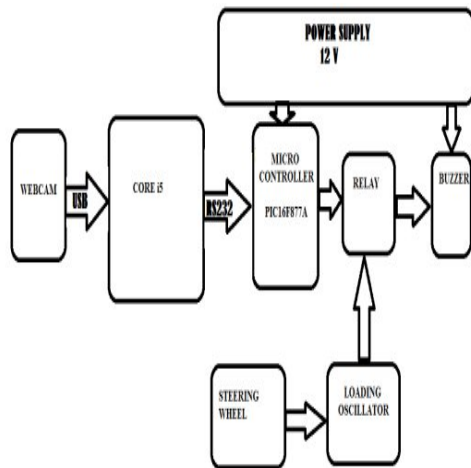 POWER SUPPLY
12 V
WEBCAM
USB
CORE i5
RS232
MICRO
CONTROLLER
PIC16F877A
RELAY
BUZZER
STEERING
WHEEL
LOADING
OSCILLATOR